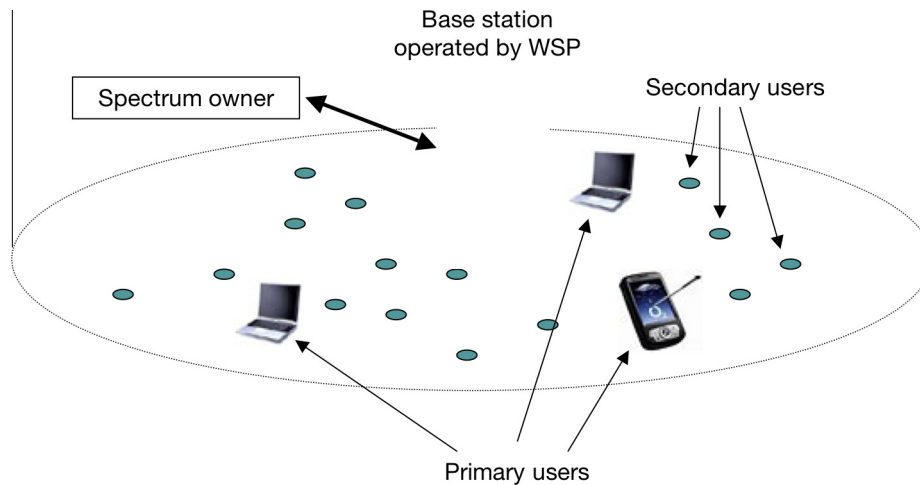 Base station
operated by WSP
Spectrum owner
Secondary users
Primary users